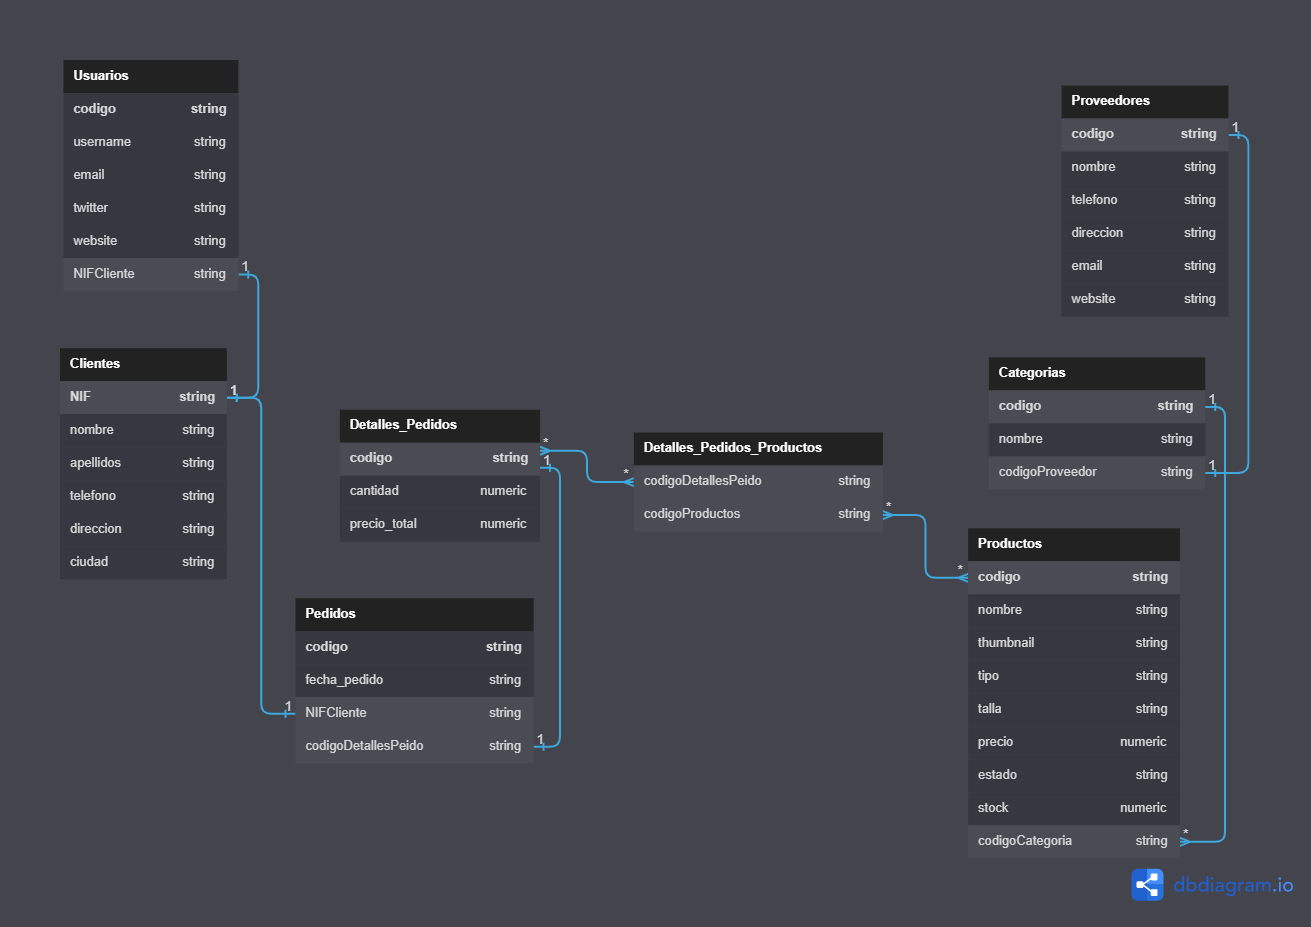 Usuarios
codigo string
username string
email string
twitter string
website string
NIFCliente string
1
Clientes
NIF string
1
nombre string
apellidos string
telefono string
direccion string
ciudad string
Detalles_Pedidos
codigo string
*
1
cantidad numeric
precio_total numeric
Pedidos
codigo string
fecha_pedido string
1
NIFCliente string
codigoDetallesPeido string
1
Detalles_Pedidos_Productos
*
codigoDetallesPeido string
codigoProductos string
*
Proveedores
codigo string
1
nombre string
telefono string
direccion string
email string
website string
Categorias
codigo string
1
nombre string
codigoProveedor string
1
Productos
*
codigo string
nombre string
thumbnail string
tipo string
talla string
precio numeric
estado string
stock numeric
codigoCategoria string
*
dbdiagram.io